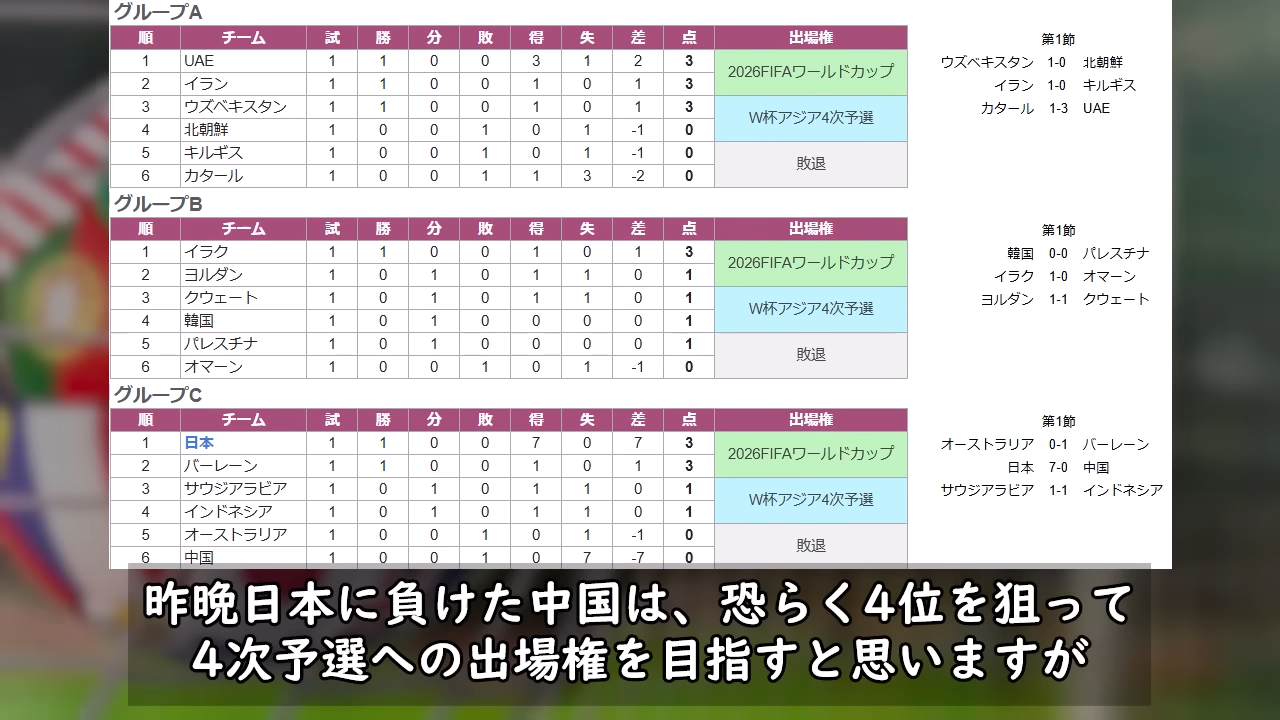 グループA
順 チーム 試 勝 分 敗 得 失 差 点 出場権
1 UAE 1 1 0 0 3 1 2 3 2026FIFAワールドカップ
2 イラン 1 1 0 0 1 0 1 3
3 ウズベキスタン 1 1 0 0 1 0 1 3 W杯アジア4次予選
4 北朝鮮 1 0 0 1 0 1 -1 0
5 キルギス 1 0 0 1 0 1 -1 0 敗退
6 カタール 1 0 0 1 1 3 -2 0
第1節
ウズベキスタン 1-0 北朝鮮
イラン 1-0 キルギス
カタール 1-3 UAE
グループB
順 チーム 試 勝 分 敗 得 失 差 点 出場権
1 イラク 1 1 0 0 1 0 1 3 2026FIFAワールドカップ
2 ヨルダン 1 0 1 0 1 1 0 1
3 クウェート 1 0 1 0 1 1 0 1 W杯アジア4次予選
4 韓国 1 0 1 0 0 0 0 1
5 パレスチナ 1 0 1 0 0 0 0 1 敗退
6 オマーン 1 0 0 1 0 1 -1 0
第1節
韓国 0-0 パレスチナ
イラク 1-0 オマーン
ヨルダン 1-1 クウェート
グループC
順 チーム 試 勝 分 敗 得 失 差 点 出場権
1 日本 1 1 0 0 7 0 7 3 2026FIFAワールドカップ
2 バーレーン 1 1 0 0 1 0 1 3
3 サウジアラビア 1 0 1 0 1 1 0 1 W杯アジア4次予選
4 インドネシア 1 0 1 0 1 1 0 1
5 オーストラリア 1 0 0 1 0 1 -1 0 敗退
6 中国 1 0 0 1 0 7 -7 0
第1節
オーストラリア 0-1 バーレーン
日本 7-0 中国
サウジアラビア 1-1 インドネシア
昨晩日本に負けた中国は、恐らく4位を狙って
4次予選への出場権を目指すと思いますが